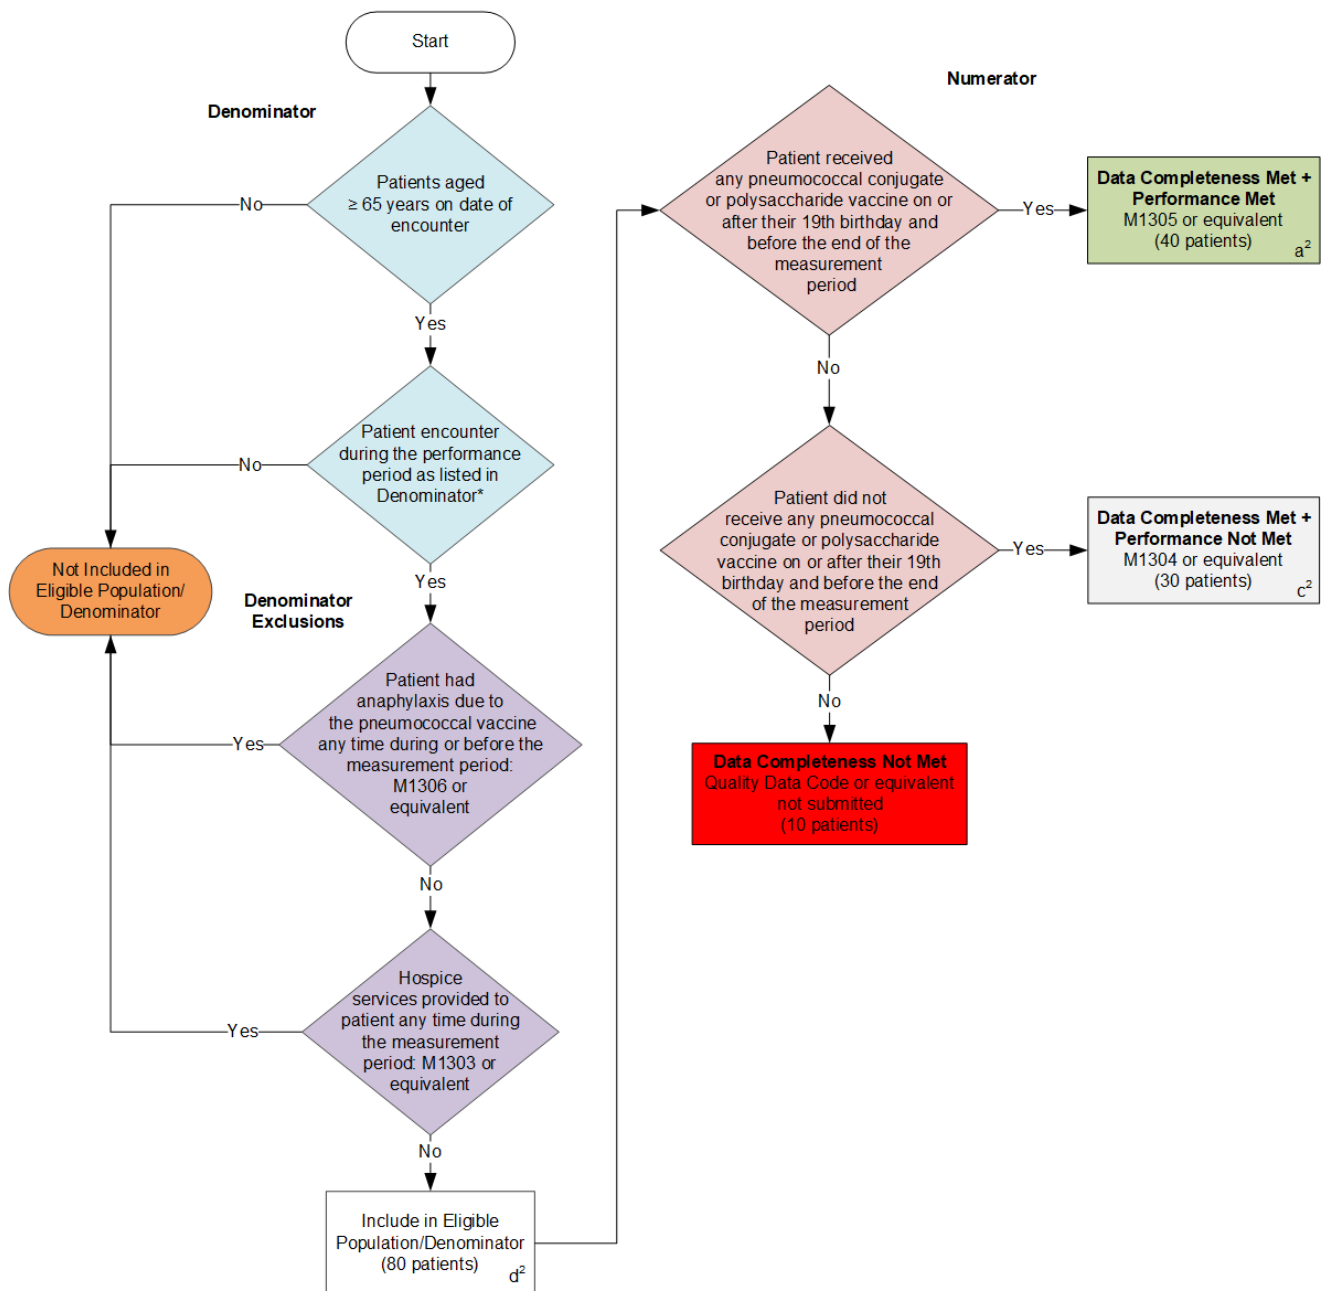 Start
Denominator
Patients aged
≥ 65 years on date of
encounter
No
Yes
Patient encounter
during the performance
period as listed in
Denominator*
No
Yes
Not Included in
Eligible Population/
Denominator
Denominator
Exclusions
Patient had
anaphylaxis due to
the pneumococcal vaccine
any time during or before the
measurement period:
M1306 or
equivalent
Yes
No
Hospice
services provided to
patient any time during
the measurement
period: M1303 or
equivalent
Yes
No
Include in Eligible
Population/Denominator
(80 patients)
d²
Numerator
Patient received
any pneumococcal conjugate
or polysaccharide vaccine on or
after their 19th birthday and
before the end of the
measurement
period
Yes
Data Completeness Met +
Performance Met
M1305 or equivalent
(40 patients)
a²
No
Patient did not
receive any pneumococcal
conjugate or polysaccharide
vaccine on or after their 19th
birthday and before the end
of the measurement
period
Yes
Data Completeness Met +
Performance Not Met
M1304 or equivalent
(30 patients)
c²
No
Data Completeness Not Met
Quality Data Code or equivalent
not submitted
(10 patients)